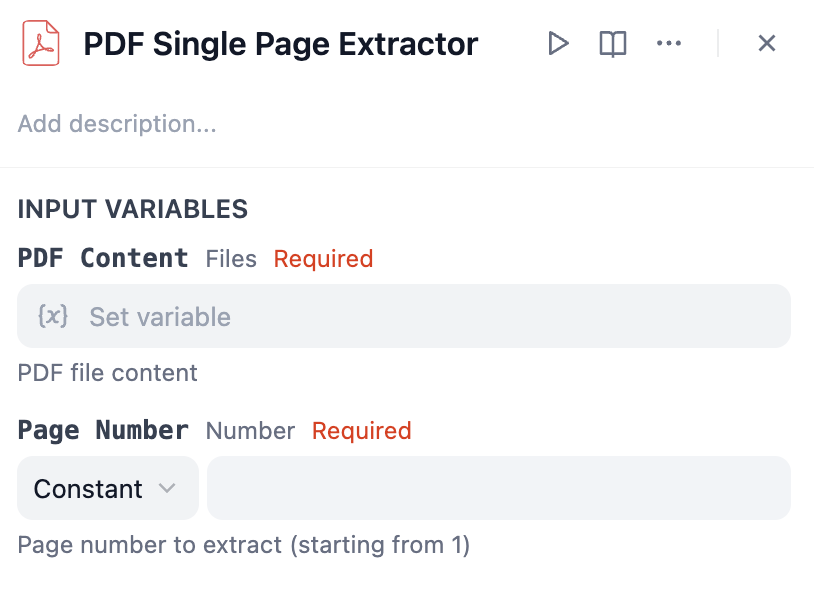 PDF Single Page Extractor
Add description...
INPUT VARIABLES
PDF Content Files Required
{x} Set variable
PDF file content
Page Number Number Required
Constant
Page number to extract (starting from 1)